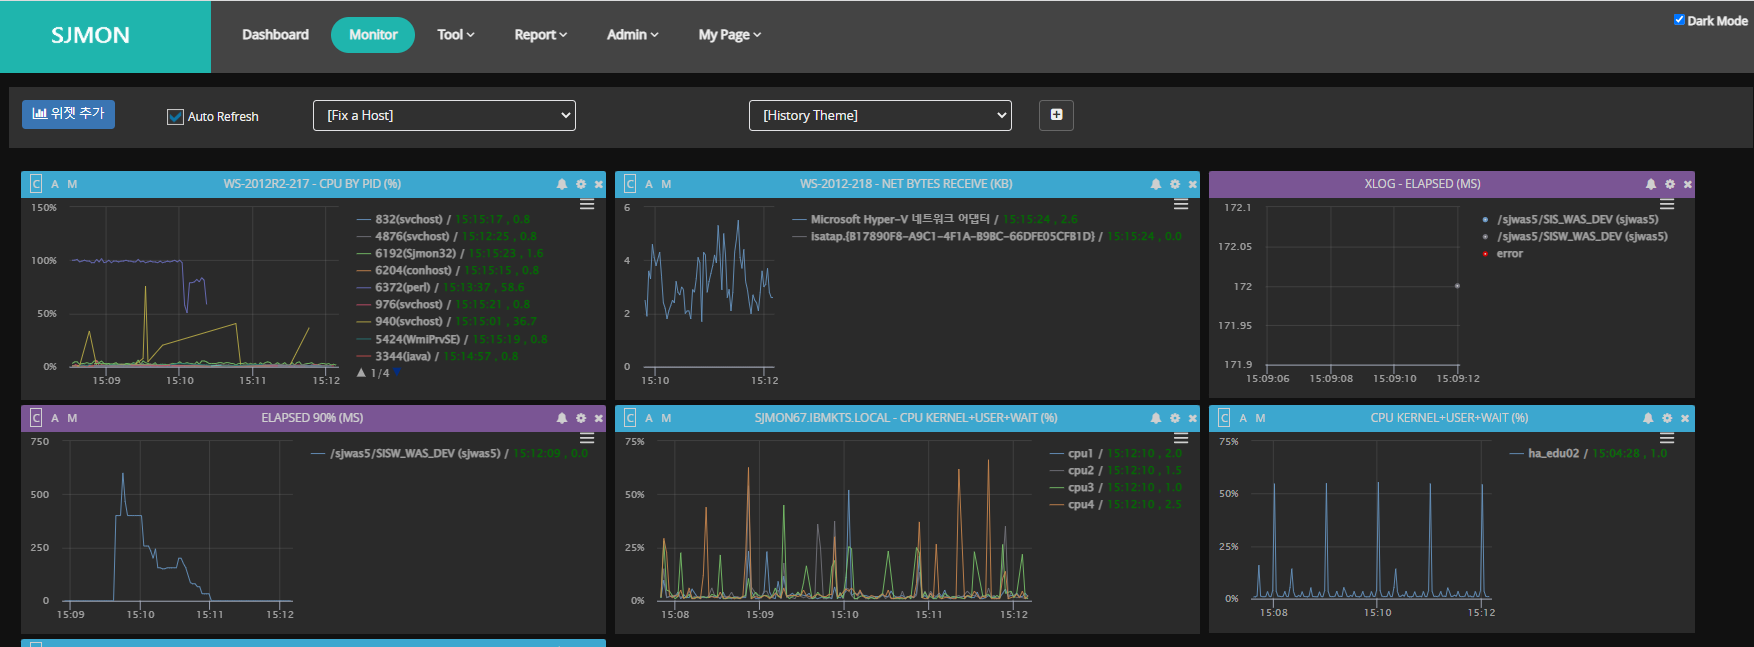 SJMON
Dashboard
Monitor
Tool
Report
Admin
My Page
Dark Mode
위젯 추가
Auto Refresh
[Fix a Host]
[History Theme]
C A M
WS-2012R2-217 - CPU BY PID (%)
150%
100%
50%
0%
15:09 15:10 15:11 15:12
832(svchost) / 15:15:17 , 0.8
4876(svchost) / 15:12:25 , 0.8
6192(SJmon32) / 15:15:23 , 1.6
6204(conhost) / 15:15:15 , 0.8
6372(perl) / 15:13:37 , 58.6
976(svchost) / 15:15:21 , 0.8
940(svchost) / 15:15:01 , 36.7
5424(WmiPrvSE) / 15:15:19 , 0.8
3344(java) / 15:14:57 , 0.8
1/4
C A M
WS-2012-218 - NET BYTES RECEIVE (KB)
6
4
2
0
15:10 15:12
Microsoft Hyper-V 네트워크 어댑터 / 15:15:24 , 2.6
isatap.{B17890F8-A9C1-4F1A-B9BC-66DFE05CFB1D} / 15:15:24 , 0.0
XLOG - ELAPSED (MS)
172.1
172.05
172
171.95
171.9
15:09:06 15:09:08 15:09:10 15:09:12
/sjwas5/SIS_WAS_DEV (sjwas5)
/sjwas5/SISW_WAS_DEV (sjwas5)
error
C A M
ELAPSED 90% (MS)
750
500
250
0
15:09 15:10 15:11 15:12
/sjwas5/SISW_WAS_DEV (sjwas5) / 15:12:09 , 0.0
C A M
SJMON67.IBMKTS.LOCAL - CPU KERNEL+USER+WAIT (%)
75%
50%
25%
0%
15:08 15:09 15:10 15:11 15:12
cpu1 / 15:12:10 , 2.0
cpu2 / 15:12:10 , 1.5
cpu3 / 15:12:10 , 1.0
cpu4 / 15:12:10 , 2.5
C A M
CPU KERNEL+USER+WAIT (%)
75%
50%
25%
0%
15:08 15:10 15:12
ha_edu02 / 15:04:28 , 1.0